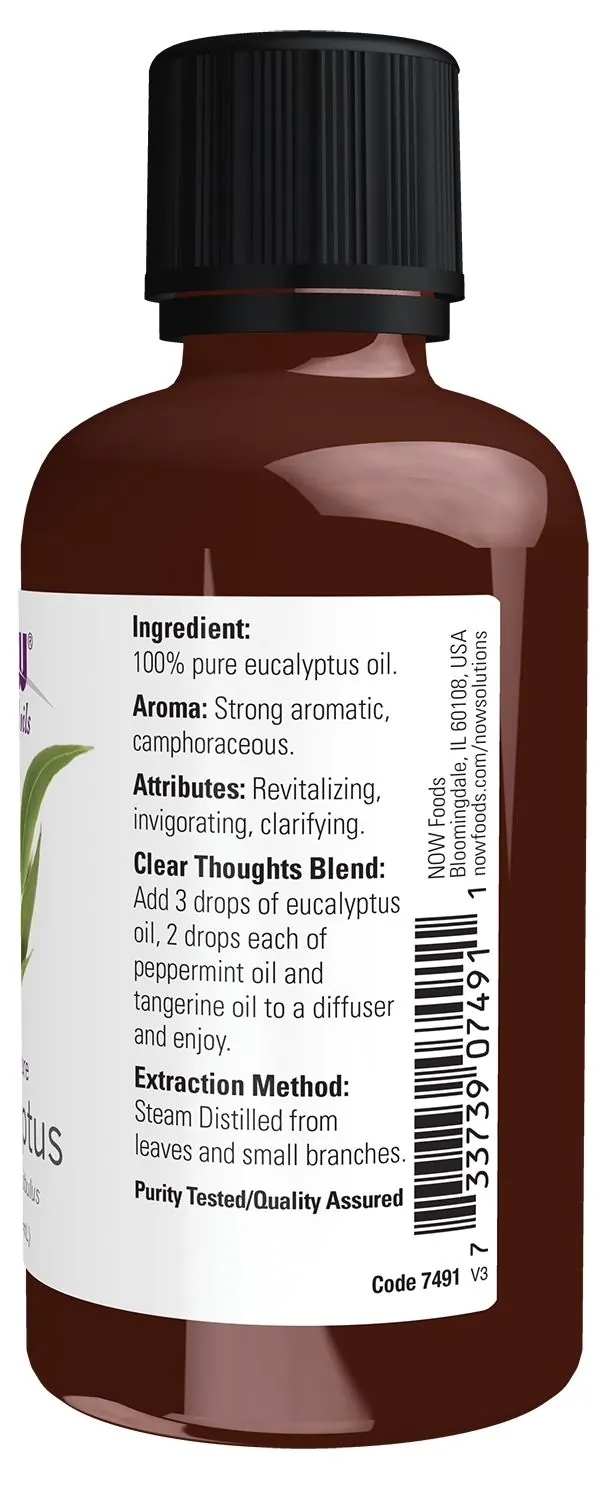 oils
Ingredient:
100% pure eucalyptus oil.
Aroma: Strong aromatic,
camphoraceous.
Attributes: Revitalizing,
invigorating, clarifying.
Clear Thoughts Blend:
Add 3 drops of eucalyptus
oil, 2 drops each of
peppermint oil and
tangerine oil to a diffuser
and enjoy.
Extraction Method:
Steam Distilled from
leaves and small branches.
Purity Tested/Quality Assured
Code 7491
V3
NOW Foods
Bloomingdale, IL 60108, USA
nowfoods.com/nowsolutions
7 33739 07491 1